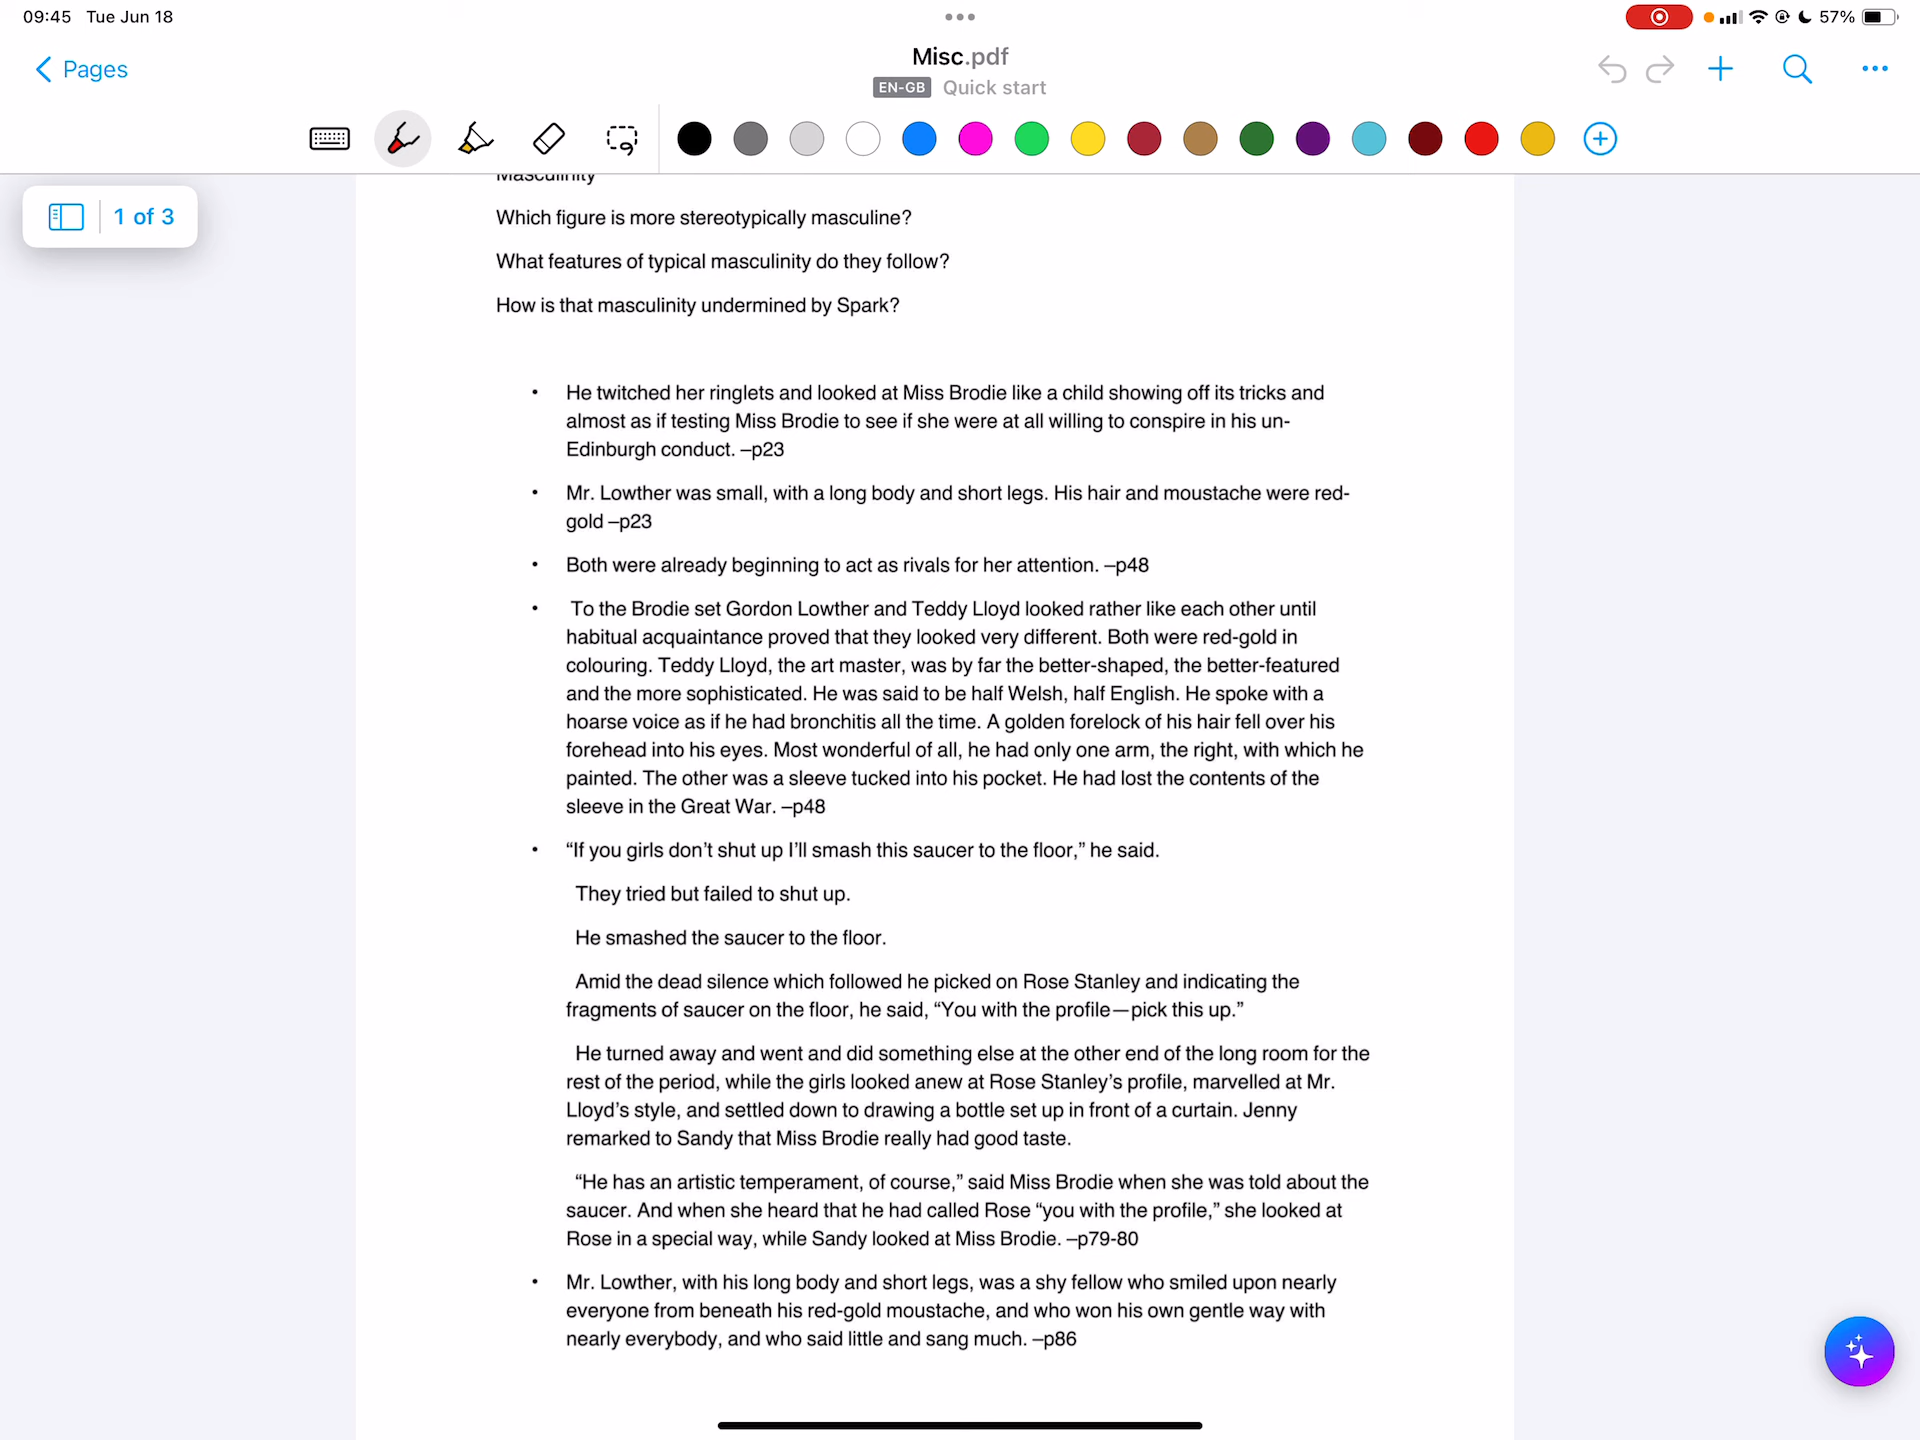 09:45 Tue Jun 18
57%
Pages
Misc.pdf
EN-GB Quick start
1 of 3
Masculinity
Which figure is more stereotypically masculine?
What features of typical masculinity do they follow?
How is that masculinity undermined by Spark?
• He twitched her ringlets and looked at Miss Brodie like a child showing off its tricks and
almost as if testing Miss Brodie to see if she were at all willing to conspire in his un-
Edinburgh conduct. –p23
• Mr. Lowther was small, with a long body and short legs. His hair and moustache were red-
gold –p23
• Both were already beginning to act as rivals for her attention. –p48
• To the Brodie set Gordon Lowther and Teddy Lloyd looked rather like each other until
habitual acquaintance proved that they looked very different. Both were red-gold in
colouring. Teddy Lloyd, the art master, was by far the better-shaped, the better-featured
and the more sophisticated. He was said to be half Welsh, half English. He spoke with a
hoarse voice as if he had bronchitis all the time. A golden forelock of his hair fell over his
forehead into his eyes. Most wonderful of all, he had only one arm, the right, with which he
painted. The other was a sleeve tucked into his pocket. He had lost the contents of the
sleeve in the Great War. –p48
• “If you girls don’t shut up I’ll smash this saucer to the floor,” he said.
They tried but failed to shut up.
He smashed the saucer to the floor.
Amid the dead silence which followed he picked on Rose Stanley and indicating the
fragments of saucer on the floor, he said, “You with the profile—pick this up.”
He turned away and went and did something else at the other end of the long room for the
rest of the period, while the girls looked anew at Rose Stanley’s profile, marvelled at Mr.
Lloyd’s style, and settled down to drawing a bottle set up in front of a curtain. Jenny
remarked to Sandy that Miss Brodie really had good taste.
“He has an artistic temperament, of course,” said Miss Brodie when she was told about the
saucer. And when she heard that he had called Rose “you with the profile,” she looked at
Rose in a special way, while Sandy looked at Miss Brodie. –p79-80
• Mr. Lowther, with his long body and short legs, was a shy fellow who smiled upon nearly
everyone from beneath his red-gold moustache, and who won his own gentle way with
nearly everybody, and who said little and sang much. –p86